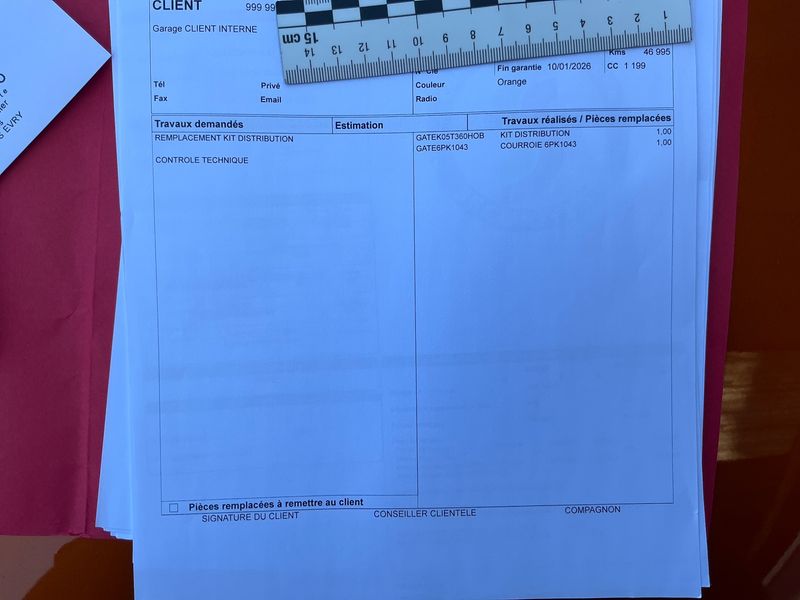 CLIENT 999 99
Garage CLIENT INTERNE
15 cm 14 13 12 11 10 9 8 7 6 5 4 3 2 1
Kms 46 995
N° Clé Fin garantie 10/01/2026 CC 1 199
Tél Privé Couleur Orange
Fax Email Radio
Travaux demandés Estimation Travaux réalisés / Pièces remplacées
REMPLACEMENT KIT DISTRIBUTION GATEK05T360HOB KIT DISTRIBUTION 1,00
GATE6PK1043 COURROIE 6PK1043 1,00
CONTROLE TECHNIQUE
Pièces remplacées à remettre au client
SIGNATURE DU CLIENT CONSEILLER CLIENTELE COMPAGNON
EVRY